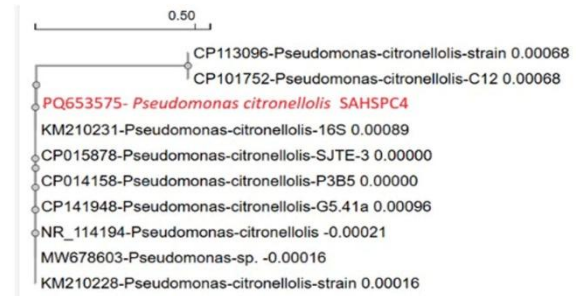 0.50
CP113096-Pseudomonas-citronellolis-strain 0.00068
CP101752-Pseudomonas-citronellolis-C12 0.00068
PQ653575- Pseudomonas citronellolis SAHSPC4
KM210231-Pseudomonas-citronellolis-16S 0.00089
CP015878-Pseudomonas-citronellolis-SJTE-3 0.00000
CP014158-Pseudomonas-citronellolis-P3B5 0.00000
CP141948-Pseudomonas-citronellolis-G5.41a 0.00096
NR_114194-Pseudomonas-citronellolis -0.00021
MW678603-Pseudomonas-sp. -0.00016
KM210228-Pseudomonas-citronellolis-strain 0.00016